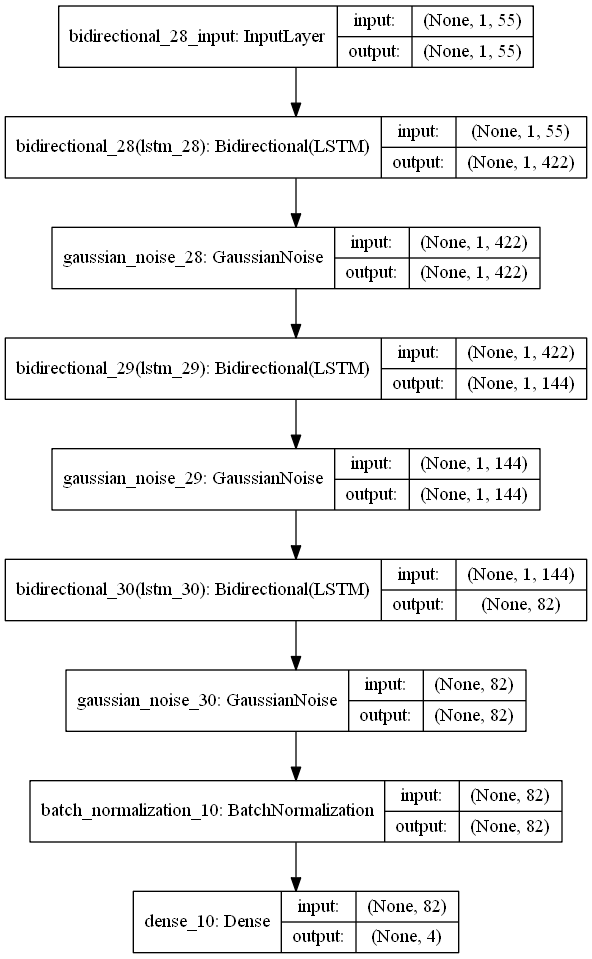 bidirectional_28_input: InputLayer
input: (None, 1, 55)
output: (None, 1, 55)
bidirectional_28(lstm_28): Bidirectional(LSTM)
input: (None, 1, 55)
output: (None, 1, 422)
gaussian_noise_28: GaussianNoise
input: (None, 1, 422)
output: (None, 1, 422)
bidirectional_29(lstm_29): Bidirectional(LSTM)
input: (None, 1, 422)
output: (None, 1, 144)
gaussian_noise_29: GaussianNoise
input: (None, 1, 144)
output: (None, 1, 144)
bidirectional_30(lstm_30): Bidirectional(LSTM)
input: (None, 1, 144)
output: (None, 82)
gaussian_noise_30: GaussianNoise
input: (None, 82)
output: (None, 82)
batch_normalization_10: BatchNormalization
input: (None, 82)
output: (None, 82)
dense_10: Dense
input: (None, 82)
output: (None, 4)